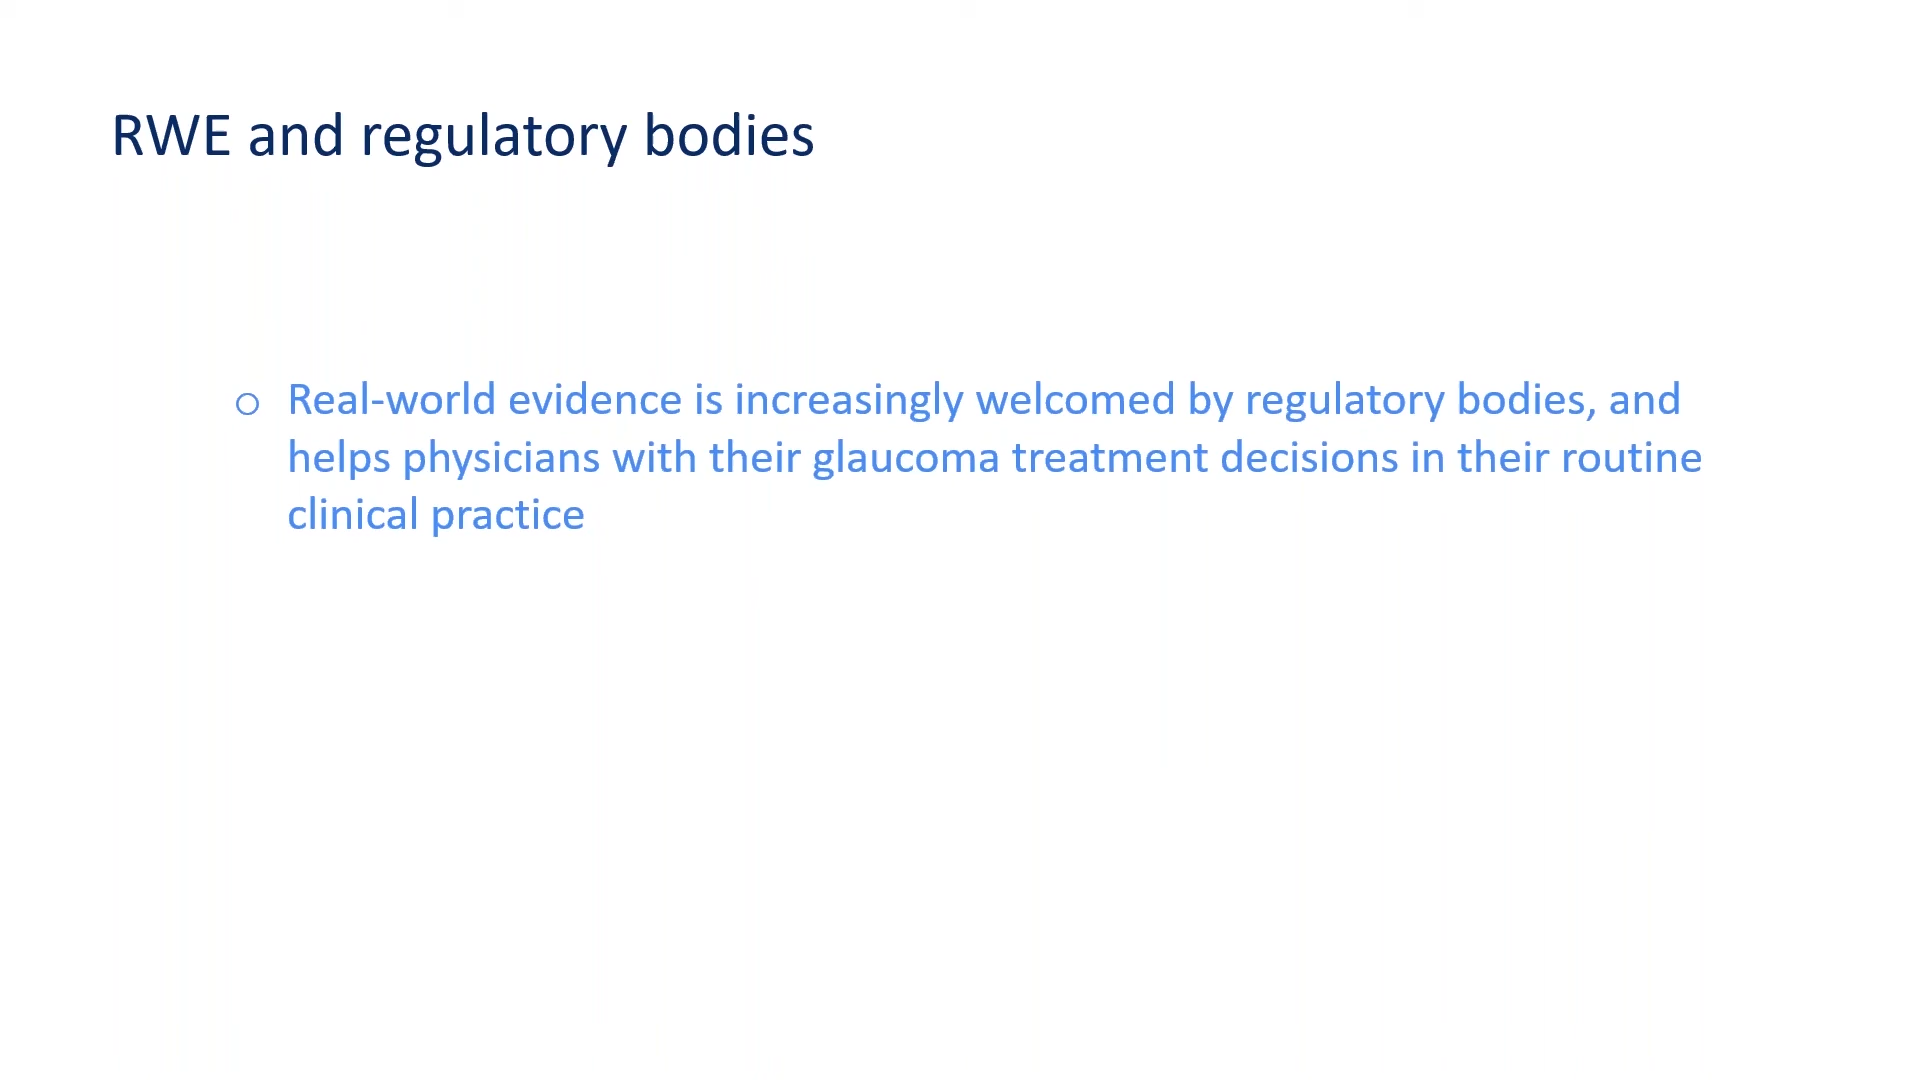 RWE and regulatory bodies
○ Real-world evidence is increasingly welcomed by regulatory bodies, and
helps physicians with their glaucoma treatment decisions in their routine
clinical practice